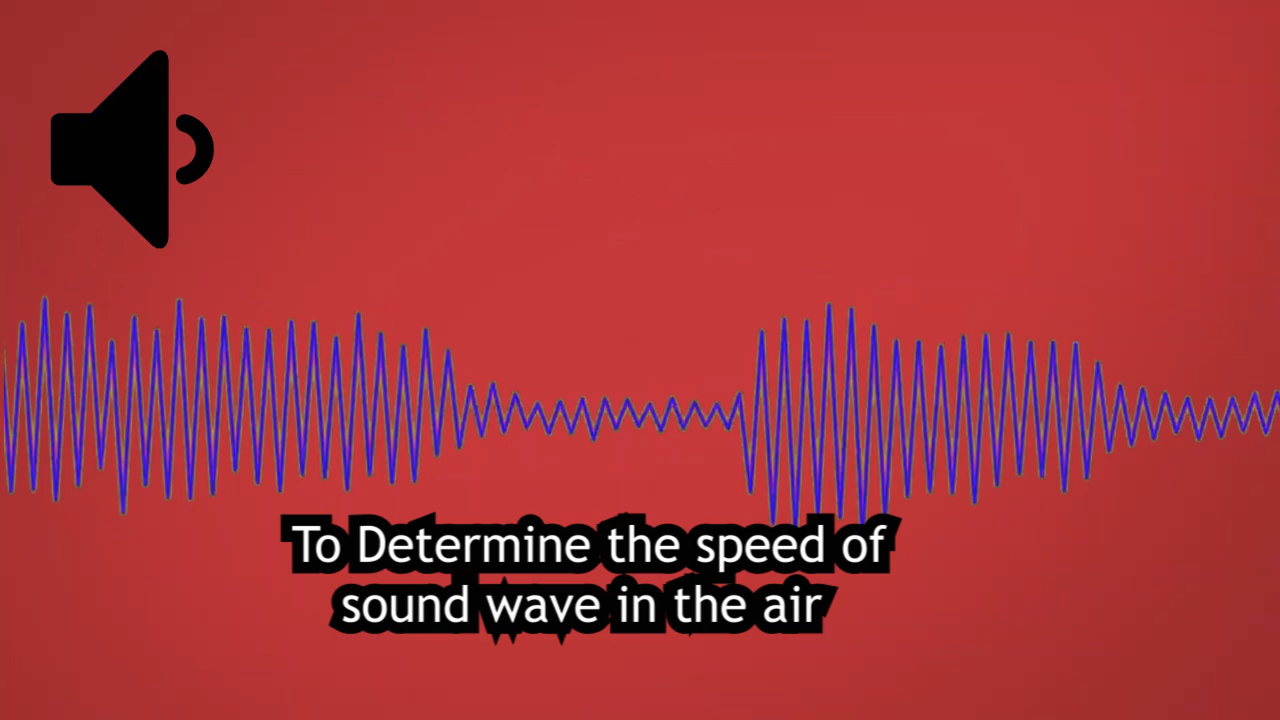 To Determine the speed of
sound wave in the air